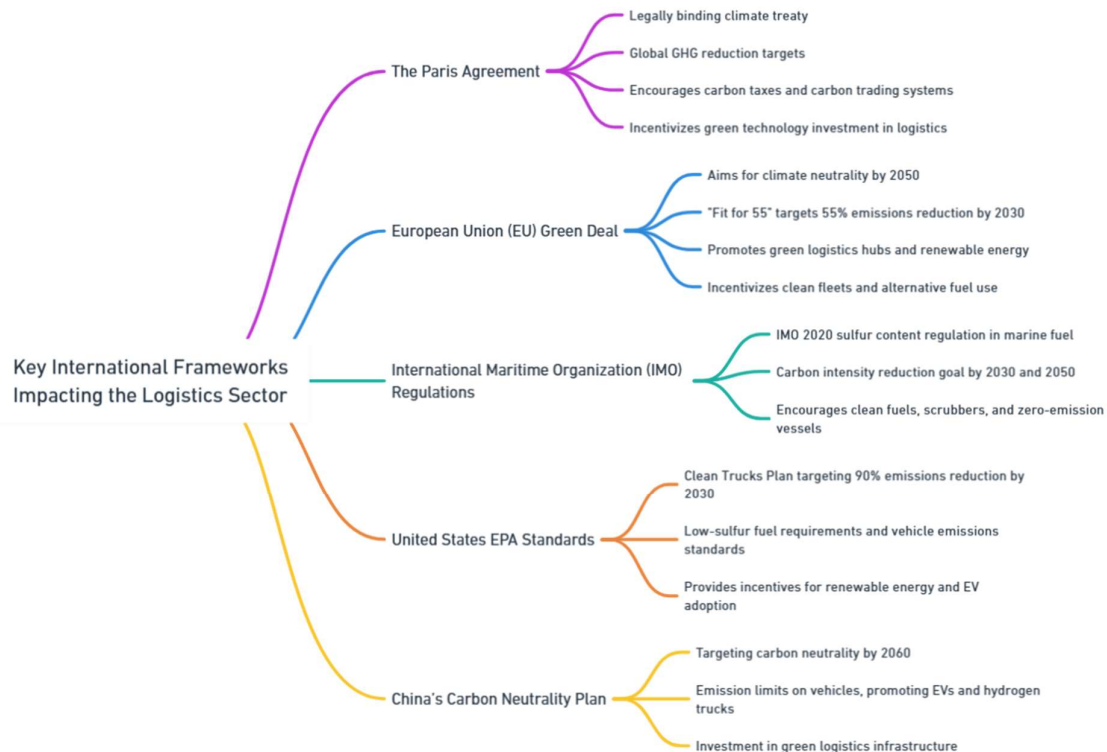 Key International Frameworks
Impacting the Logistics Sector
The Paris Agreement
Legally binding climate treaty
Global GHG reduction targets
Encourages carbon taxes and carbon trading systems
Incentivizes green technology investment in logistics
European Union (EU) Green Deal
Aims for climate neutrality by 2050
"Fit for 55" targets 55% emissions reduction by 2030
Promotes green logistics hubs and renewable energy
Incentivizes clean fleets and alternative fuel use
International Maritime Organization (IMO)
Regulations
IMO 2020 sulfur content regulation in marine fuel
Carbon intensity reduction goal by 2030 and 2050
Encourages clean fuels, scrubbers, and zero-emission
vessels
United States EPA Standards
Clean Trucks Plan targeting 90% emissions reduction by
2030
Low-sulfur fuel requirements and vehicle emissions
standards
Provides incentives for renewable energy and EV
adoption
China's Carbon Neutrality Plan
Targeting carbon neutrality by 2060
Emission limits on vehicles, promoting EVs and hydrogen
trucks
Investment in green logistics infrastructure